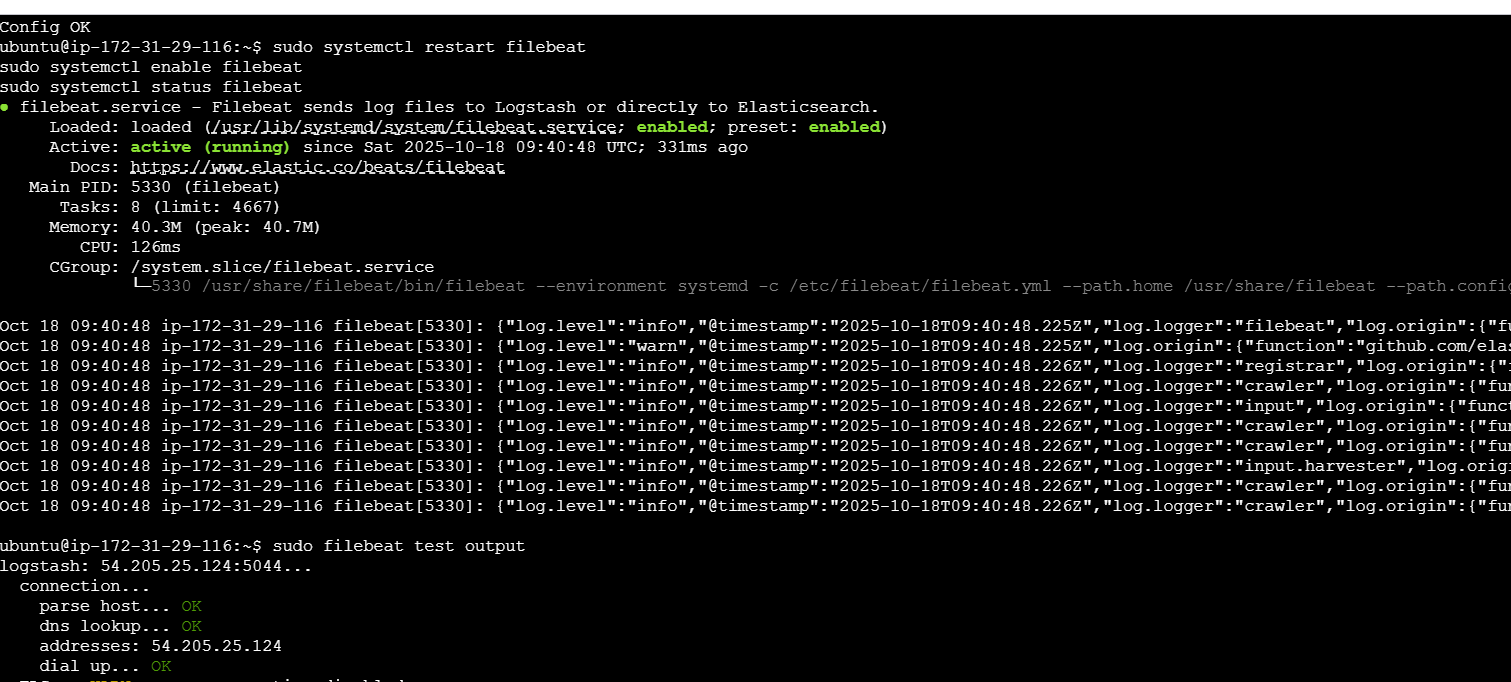 Config OK
ubuntu@ip-172-31-29-116:~$ sudo systemctl restart filebeat
sudo systemctl enable filebeat
sudo systemctl status filebeat
● filebeat.service - Filebeat sends log files to Logstash or directly to Elasticsearch.
Loaded: loaded (/usr/lib/systemd/system/filebeat.service; enabled; preset: enabled)
Active: active (running) since Sat 2025-10-18 09:40:48 UTC; 331ms ago
Docs: https://www.elastic.co/beats/filebeat
Main PID: 5330 (filebeat)
Tasks: 8 (limit: 4667)
Memory: 40.3M (peak: 40.7M)
CPU: 126ms
CGroup: /system.slice/filebeat.service
└─5330 /usr/share/filebeat/bin/filebeat --environment systemd -c /etc/filebeat/filebeat.yml --path.home /usr/share/filebeat --path.config
Oct 18 09:40:48 ip-172-31-29-116 filebeat[5330]: {"log.level":"info","@timestamp":"2025-10-18T09:40:48.225Z","log.logger":"filebeat","log.origin":{"fu
Oct 18 09:40:48 ip-172-31-29-116 filebeat[5330]: {"log.level":"warn","@timestamp":"2025-10-18T09:40:48.225Z","log.origin":{"function":"github.com/elas
Oct 18 09:40:48 ip-172-31-29-116 filebeat[5330]: {"log.level":"info","@timestamp":"2025-10-18T09:40:48.226Z","log.logger":"registrar","log.origin":{"
Oct 18 09:40:48 ip-172-31-29-116 filebeat[5330]: {"log.level":"info","@timestamp":"2025-10-18T09:40:48.226Z","log.logger":"crawler","log.origin":{"fun
Oct 18 09:40:48 ip-172-31-29-116 filebeat[5330]: {"log.level":"info","@timestamp":"2025-10-18T09:40:48.226Z","log.logger":"input","log.origin":{"funct
Oct 18 09:40:48 ip-172-31-29-116 filebeat[5330]: {"log.level":"info","@timestamp":"2025-10-18T09:40:48.226Z","log.logger":"crawler","log.origin":{"fun
Oct 18 09:40:48 ip-172-31-29-116 filebeat[5330]: {"log.level":"info","@timestamp":"2025-10-18T09:40:48.226Z","log.logger":"crawler","log.origin":{"fun
Oct 18 09:40:48 ip-172-31-29-116 filebeat[5330]: {"log.level":"info","@timestamp":"2025-10-18T09:40:48.226Z","log.logger":"input.harvester","log.origi
Oct 18 09:40:48 ip-172-31-29-116 filebeat[5330]: {"log.level":"info","@timestamp":"2025-10-18T09:40:48.226Z","log.logger":"crawler","log.origin":{"fun
Oct 18 09:40:48 ip-172-31-29-116 filebeat[5330]: {"log.level":"info","@timestamp":"2025-10-18T09:40:48.226Z","log.logger":"crawler","log.origin":{"fun
ubuntu@ip-172-31-29-116:~$ sudo filebeat test output
logstash: 54.205.25.124:5044...
connection...
parse host... OK
dns lookup... OK
addresses: 54.205.25.124
dial up... OK